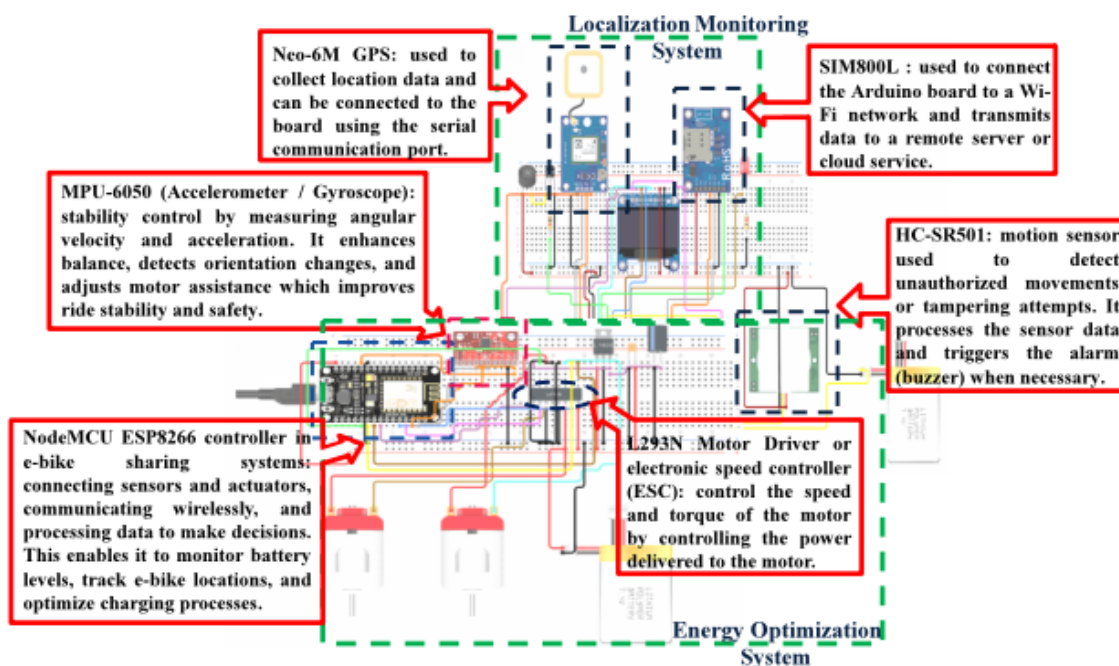 Localization Monitoring
System
Neo-6M GPS: used to
collect location data and
can be connected to the
board using the serial
communication port.
SIM800L : used to connect
the Arduino board to a Wi-
Fi network and transmits
data to a remote server or
cloud service.
MPU-6050 (Accelerometer / Gyroscope):
stability control by measuring angular
velocity and acceleration. It enhances
balance, detects orientation changes, and
adjusts motor assistance which improves
ride stability and safety.
RoHS
HC-SR501: motion sensor
used to detect
unauthorized movements
or tampering attempts. It
processes the sensor data
and triggers the alarm
(buzzer) when necessary.
NodeMCU ESP8266 controller in
e-bike sharing systems:
connecting sensors and actuators,
communicating wirelessly, and
processing data to make decisions.
This enables it to monitor battery
levels, track e-bike locations, and
optimize charging processes.
L293N Motor Driver or
electronic speed controller
(ESC): control the speed
and torque of the motor
by controlling the power
delivered to the motor.
Energy Optimization
System